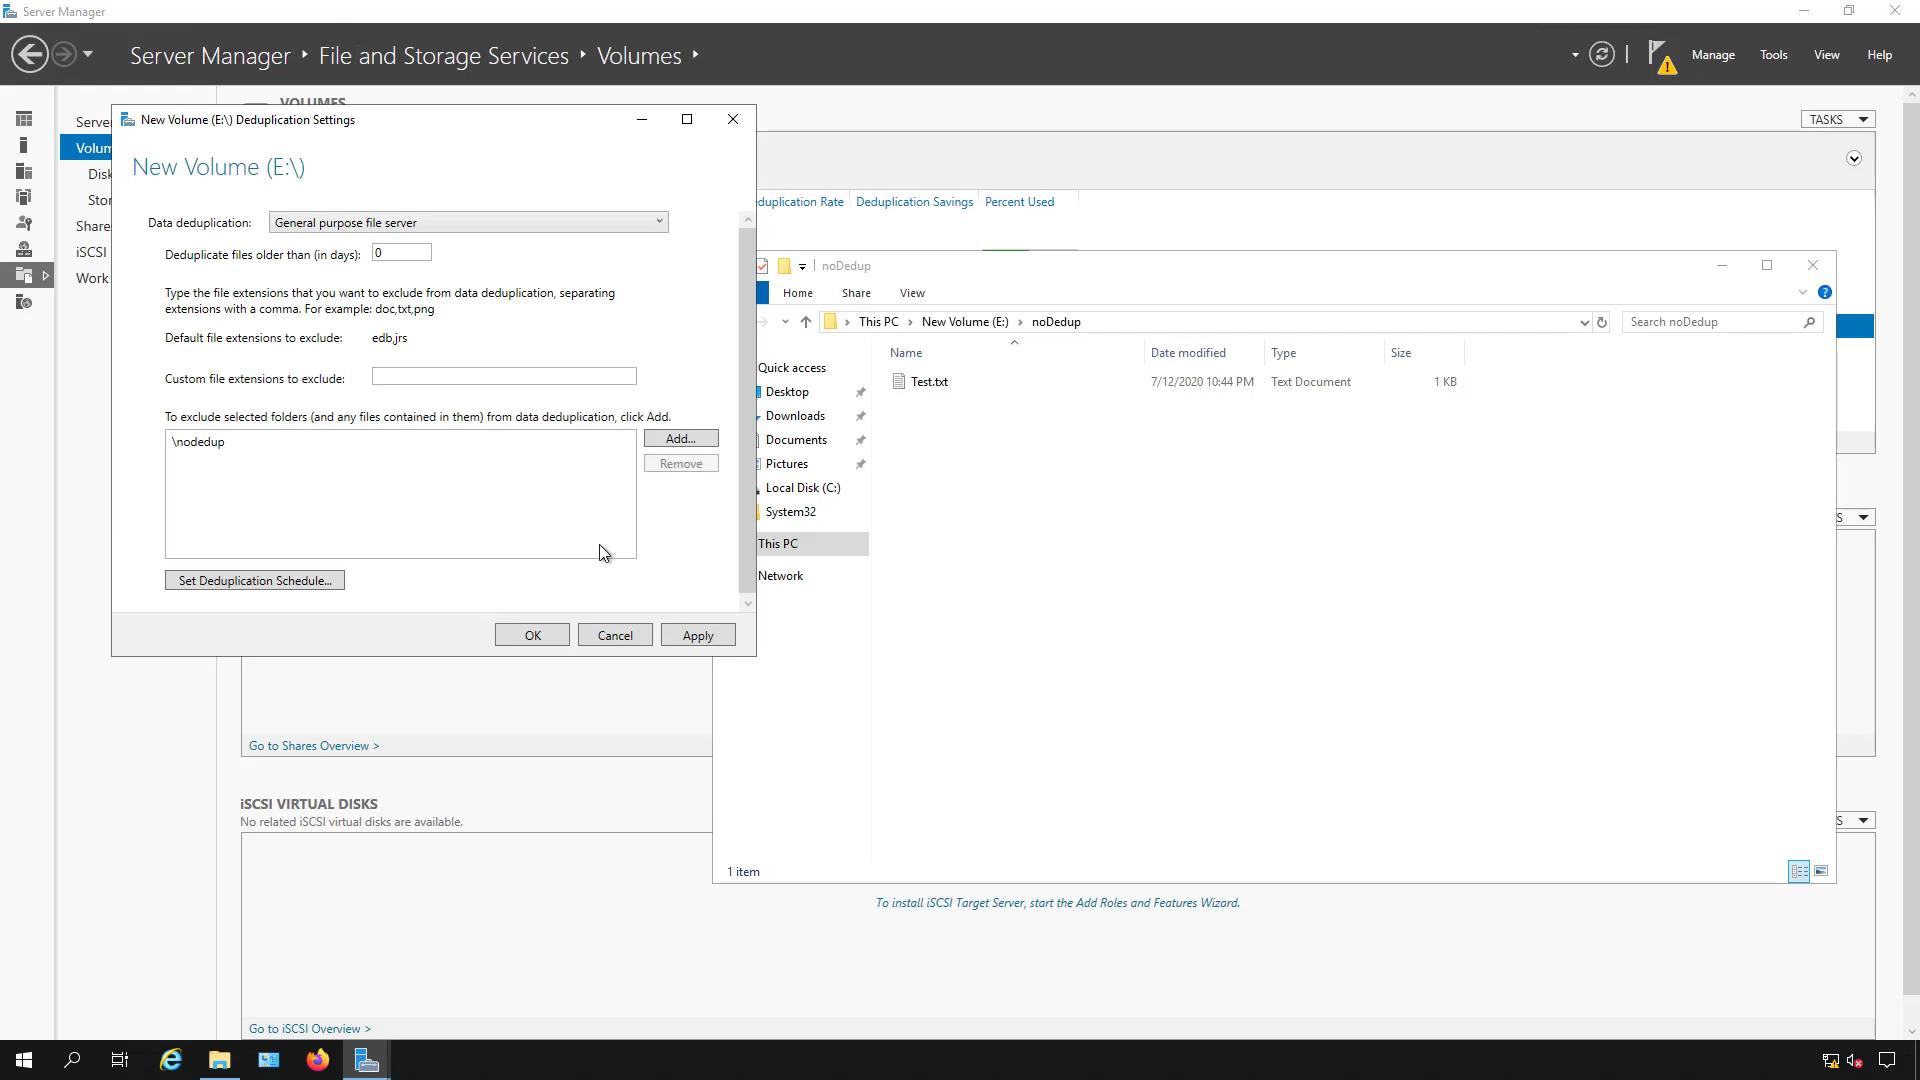 Server Manager
Server Manager
File and Storage Services
Volumes
Manage
Tools
View
Help
VOLUMES
TASKS
Volum
Disk
Stor
Share
iSCSI
Work
New Volume (E:\) Deduplication Settings
New Volume (E:\)
Data deduplication:
General purpose file server
Deduplicate files older than (in days):
0
Type the file extensions that you want to exclude from data deduplication, separating
extensions with a comma. For example: doc,txt,png
Default file extensions to exclude:
edb,jrs
Custom file extensions to exclude:
To exclude selected folders (and any files contained in them) from data deduplication, click Add.
\nodedup
Add...
Remove
Set Deduplication Schedule...
OK
Cancel
Apply
eduplication Rate
Deduplication Savings
Percent Used
noDedup
Home
Share
View
This PC
New Volume (E:)
noDedup
Search noDedup
Name
Date modified
Type
Size
Test.txt
7/12/2020 10:44 PM
Text Document
1 KB
Quick access
Desktop
Downloads
Documents
Pictures
Local Disk (C:)
System32
This PC
Network
1 item
S
S
Go to Shares Overview >
iSCSI VIRTUAL DISKS
No related iSCSI virtual disks are available.
To install iSCSI Target Server, start the Add Roles and Features Wizard.
Go to iSCSI Overview >